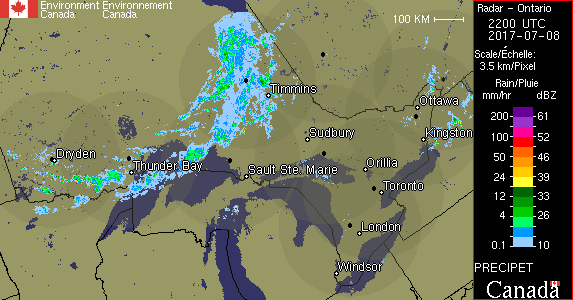 Environment Environnement
Canada Canada
100 KM
Timmins
Ottawa
Sudbury
Kingston
Dryden
Thunder Bay
Sault Ste. Marie
Orillia
Toronto
London
Windsor
Radar - Ontario
2200 UTC
2017-07-08
Scale/Échelle:
3.5 km/Pixel
Rain/Pluie
mm/hr dBZ
200 61
100 52
50 46
24 39
12 33
4 26
0.1 10
PRECIPET
Canada